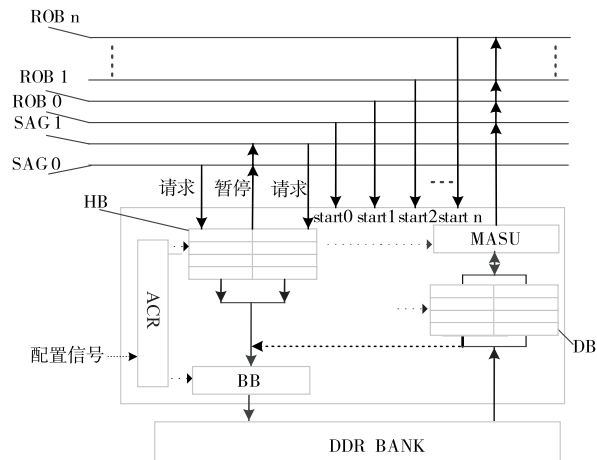 ROB n
ROB 1
ROB 0
SAG 1
SAG 0
请求 暂停 请求
HB
start0 start1 start2 start n
MASU
ACR
配置信号
DB
BB
DDR BANK